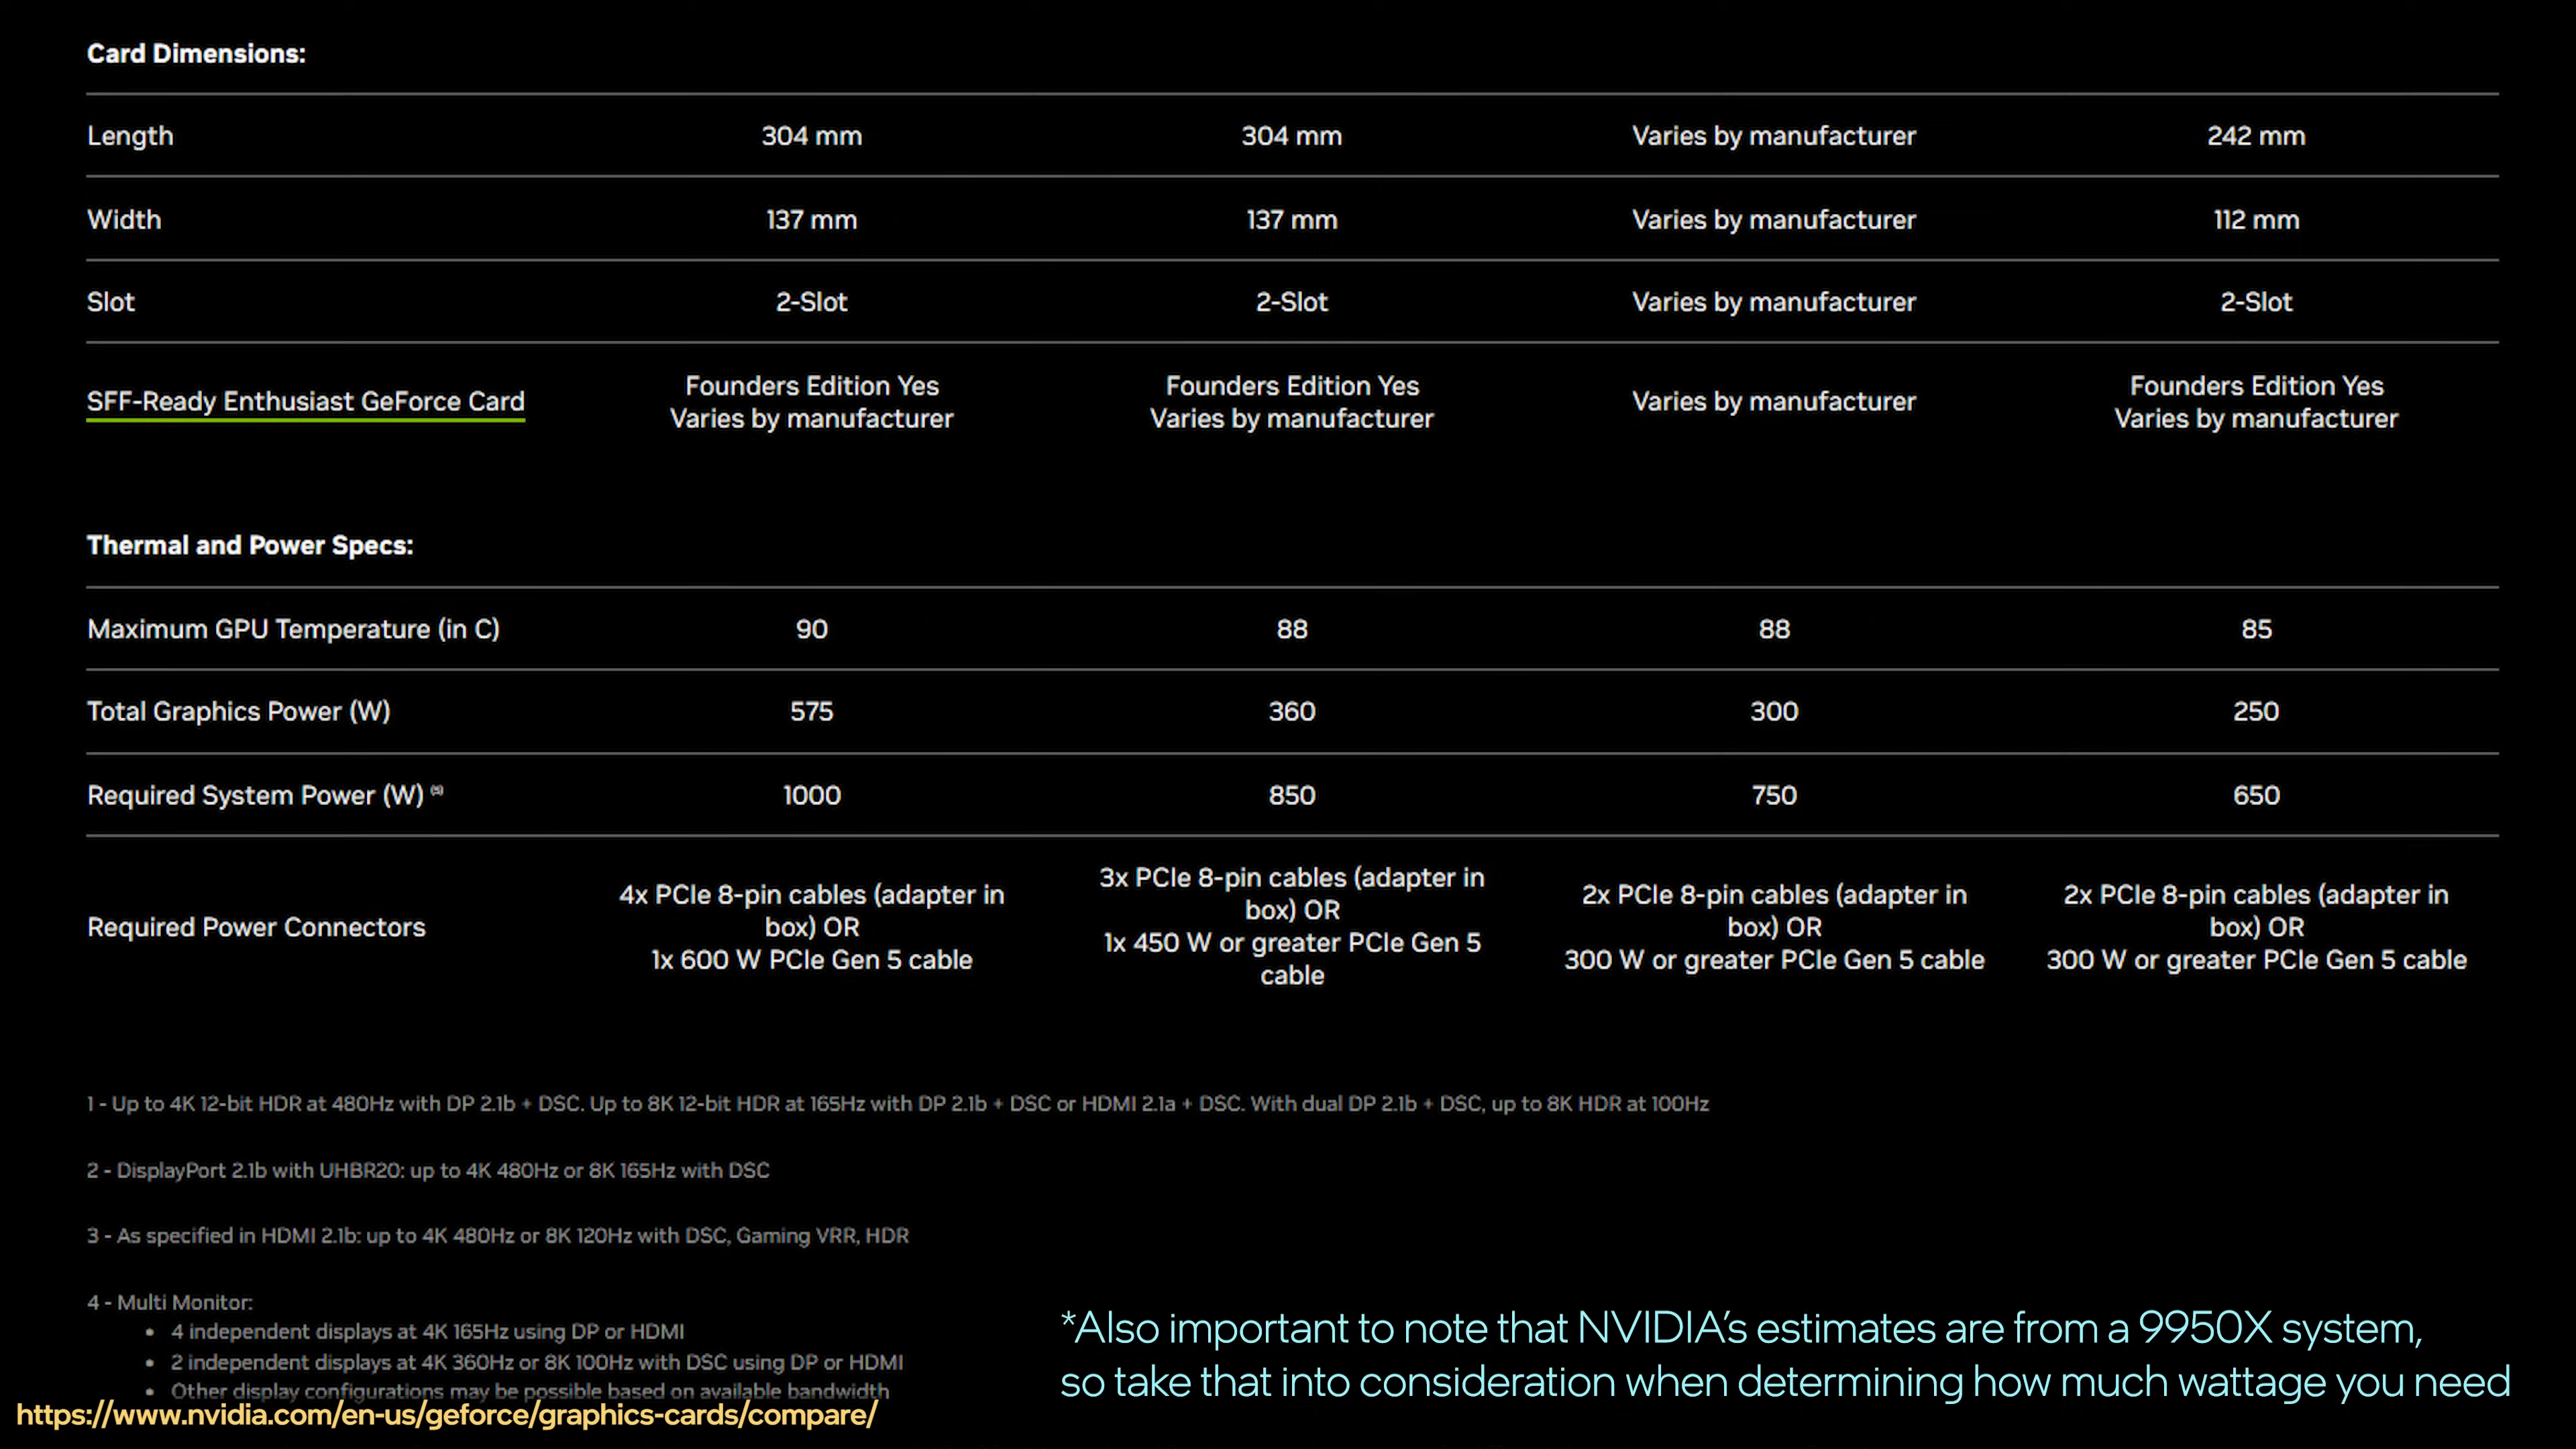 Card Dimensions:
Length 304 mm 304 mm Varies by manufacturer 242 mm
Width 137 mm 137 mm Varies by manufacturer 112 mm
Slot 2-Slot 2-Slot Varies by manufacturer 2-Slot
SFF-Ready Enthusiast GeForce Card Founders Edition Yes Founders Edition Yes Varies by manufacturer Founders Edition Yes
Varies by manufacturer Varies by manufacturer Varies by manufacturer
Thermal and Power Specs:
Maximum GPU Temperature (in C) 90 88 88 85
Total Graphics Power (W) 575 360 300 250
Required System Power (W) (5) 1000 850 750 650
Required Power Connectors
4x PCIe 8-pin cables (adapter in
box) OR
1x 600 W PCIe Gen 5 cable
3x PCIe 8-pin cables (adapter in
box) OR
1x 450 W or greater PCIe Gen 5
cable
2x PCIe 8-pin cables (adapter in
box) OR
300 W or greater PCIe Gen 5 cable
2x PCIe 8-pin cables (adapter in
box) OR
300 W or greater PCIe Gen 5 cable
1 - Up to 4K 12-bit HDR at 480Hz with DP 2.1b + DSC. Up to 8K 12-bit HDR at 165Hz with DP 2.1b + DSC or HDMI 2.1a + DSC. With dual DP 2.1b + DSC, up to 8K HDR at 100Hz
2 - DisplayPort 2.1b with UHBR20: up to 4K 480Hz or 8K 165Hz with DSC
3 - As specified in HDMI 2.1b: up to 4K 480Hz or 8K 120Hz with DSC, Gaming VRR, HDR
4 - Multi Monitor:
• 4 independent displays at 4K 165Hz using DP or HDMI
• 2 independent displays at 4K 360Hz or 8K 100Hz with DSC using DP or HDMI
• Other display configurations may be possible based on available bandwidth
https://www.nvidia.com/en-us/geforce/graphics-cards/compare/
*Also important to note that NVIDIA's estimates are from a 9950X system,
so take that into consideration when determining how much wattage you need